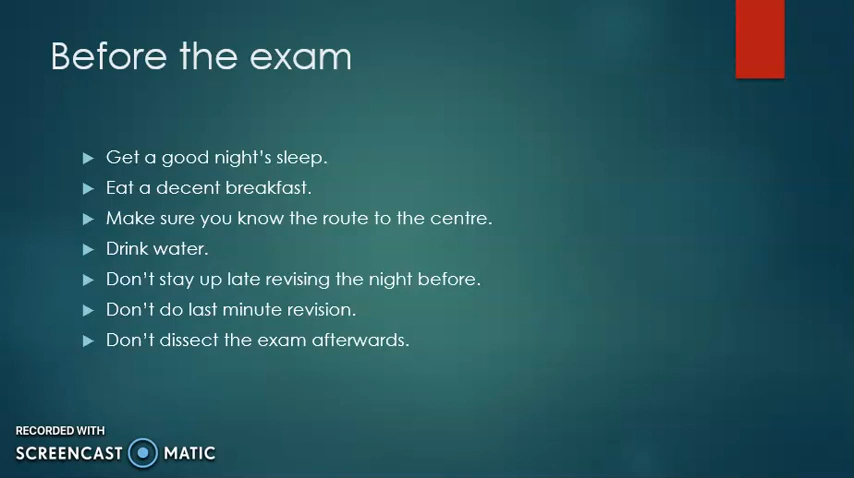 Before the exam
Get a good night's sleep.
Eat a decent breakfast.
Make sure you know the route to the centre.
Drink water.
Don't stay up late revising the night before.
Don't do last minute revision.
Don't dissect the exam afterwards.
RECORDED WITH
SCREENCAST MATIC